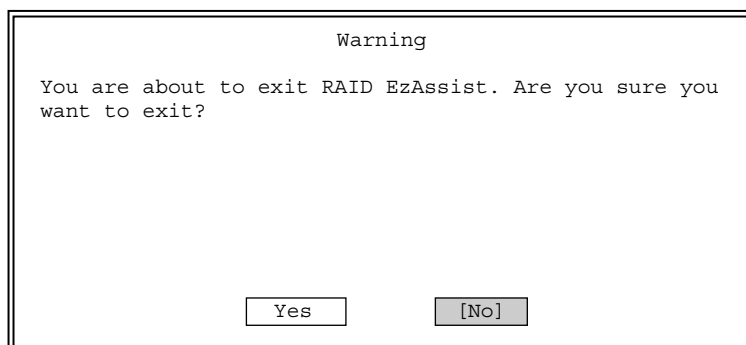 Warning
You are about to exit RAID EzAssist. Are you sure you
want to exit?
Yes [No]